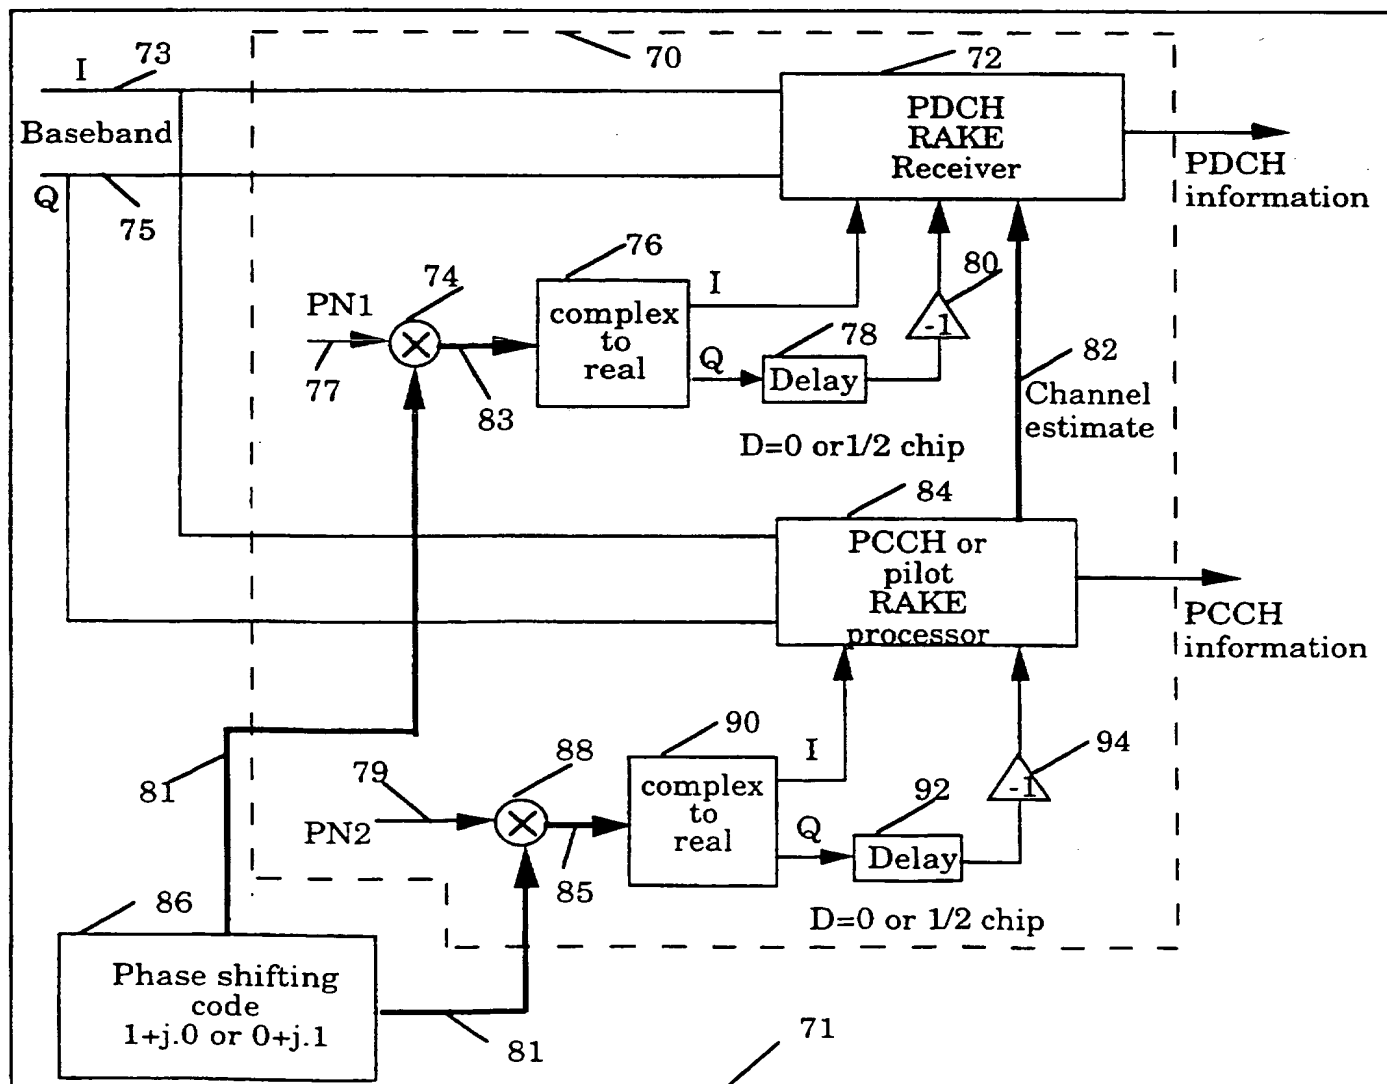 73
70
72
I
PDCH
RAKE
Receiver
Baseband
PDCH
information
Q
75
76
80
74
I
PN1
complex
to
real
-1
78
82
Q
77
83
Delay
Channel
estimate
D=0 or1/2 chip
84
PCCH or
pilot
RAKE
processor
PCCH
information
90
94
88
I
79
81
complex
to
real
-1
92
Q
PN2
Delay
85
86
D=0 or 1/2 chip
Phase shifting
code
1+j.0 or 0+j.1
71
81